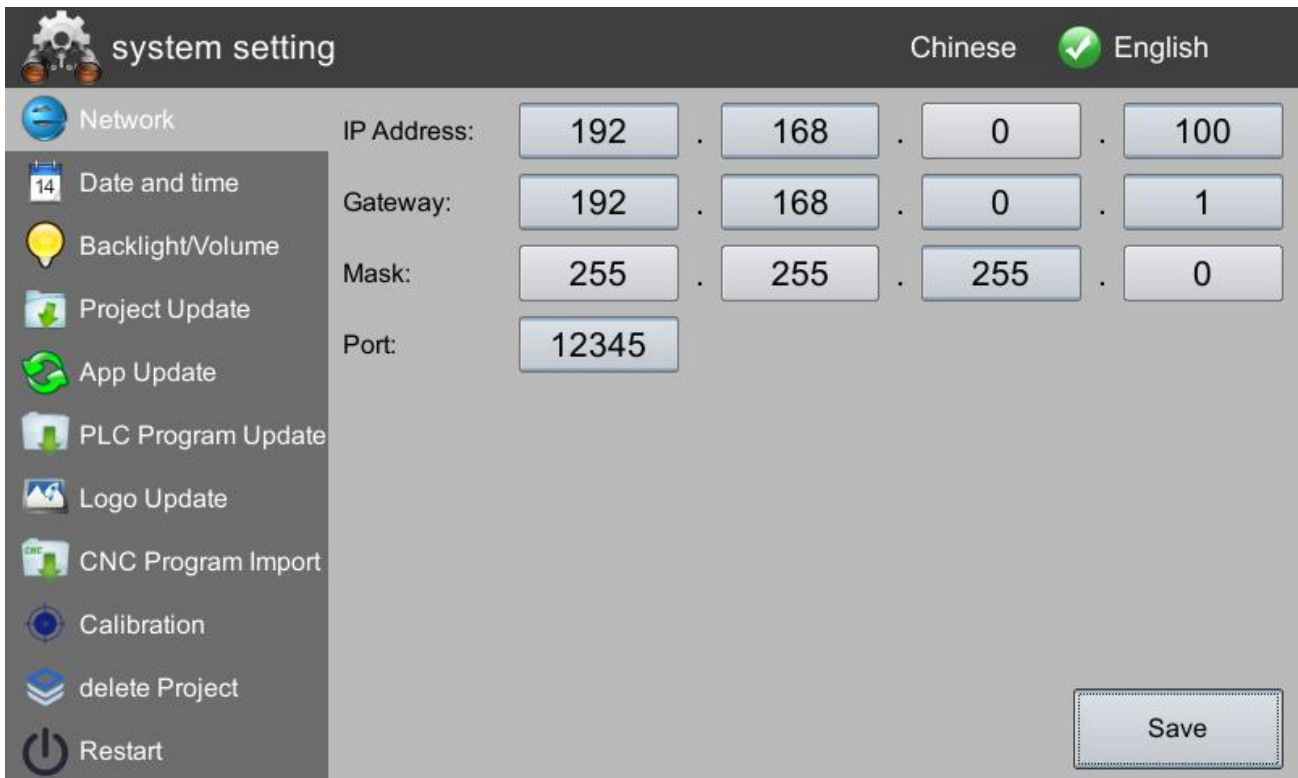 system setting
Chinese
English
Network
Date and time
14
Backlight/Volume
Project Update
App Update
PLC Program Update
Logo Update
CNC Program Import
CNC
Calibration
delete Project
Restart
IP Address: 192 . 168 . 0 . 100
Gateway: 192 . 168 . 0 . 1
Mask: 255 . 255 . 255 . 0
Port: 12345
Save